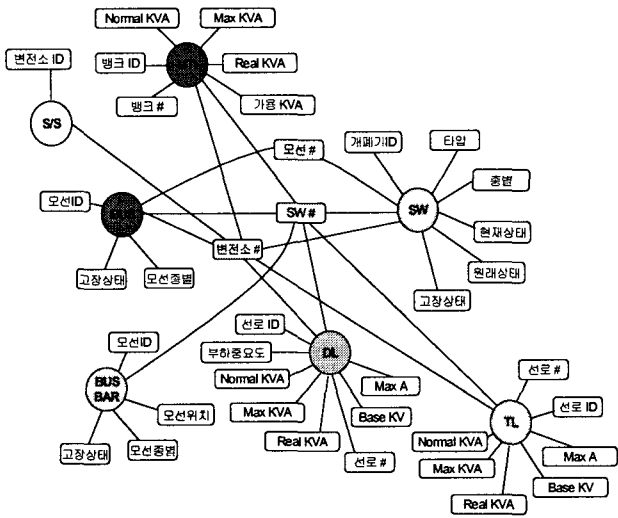 Normal KVA
Max KVA
변전소 ID
뱅크 ID
Real KVA
뱅크 #
가용 KVA
S/S
모선 #
개폐기ID
타입
종별
모선ID
SW #
SW
현재상태
변전소 #
고장상태
모선종별
원래상태
고장상태
선로 ID
모선ID
부하중요도
DL
선로 #
BUS
BAR
Normal KVA
Max A
모선위치
Max KVA
Base KV
선로 ID
TL
Real KVA
Normal KVA
고장상태
모선종별
선로 #
Max KVA
Max A
Base KV
Real KVA